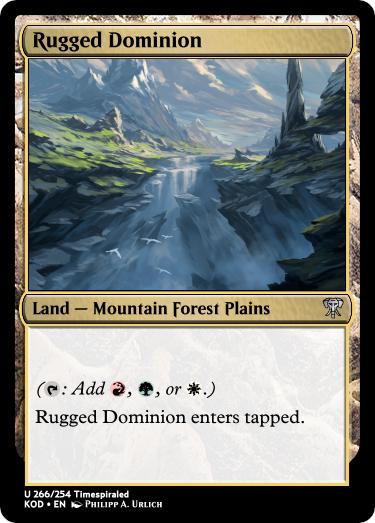 Rugged Dominion
Land — Mountain Forest Plains
(: Add , , or .)
Rugged Dominion enters tapped.
U 266/254 Timespiraled
KOD • EN Philipp A. Urlich